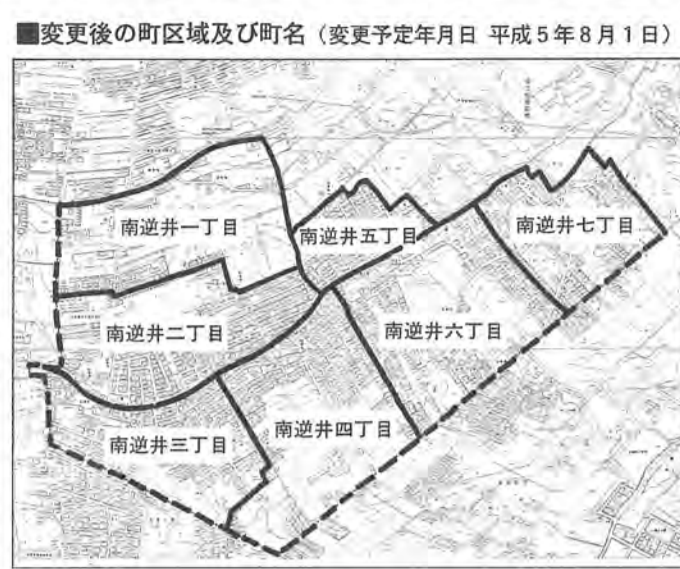 ■変更後の町区域及び町名（変更予定年月日 平成5年8月1日）
南逆井一丁目
南逆井五丁目
南逆井七丁目
南逆井二丁目
南逆井六丁目
南逆井三丁目
南逆井四丁目